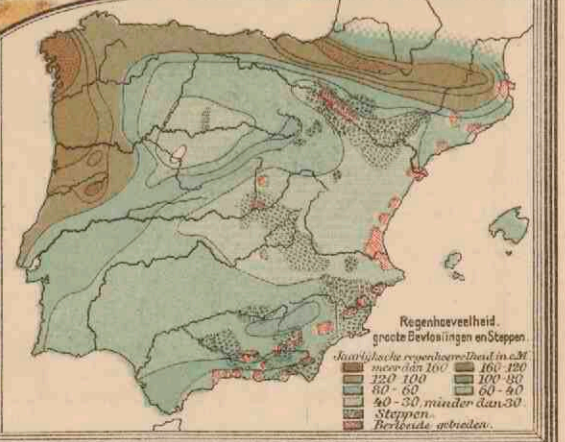 Regenhoeveelheid.
groote Bevloeiïngen en Steppen.
Jaarlijksche regenhoeveelheid in c.M.
meer dan 160 160-120
120-100 100-80
80-60 60-40
40-30 minder dan 30.
Steppen.
Bevloeide gebieden.